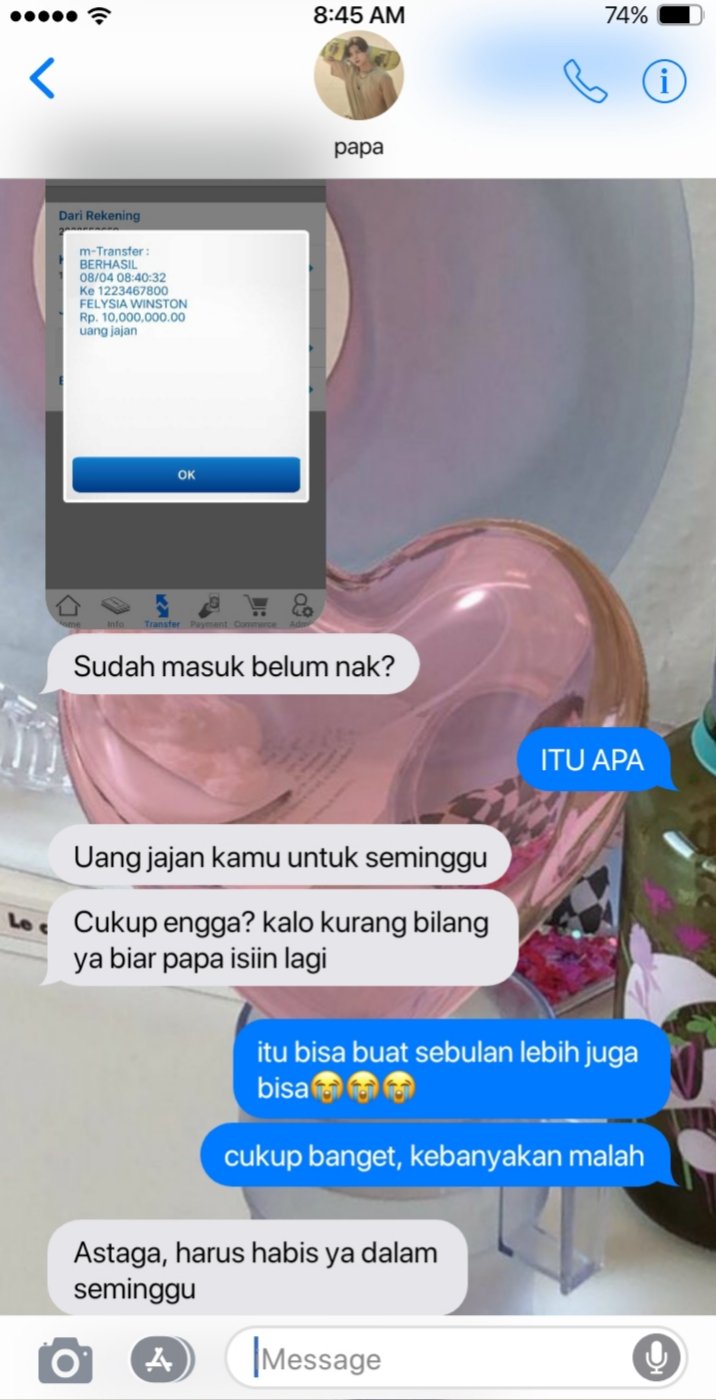 8:45 AM
74%
papa
Dari Rekening
m-Transfer :
BERHASIL
08/04 08:40:32
Ke 1223467800
FELYSIA WINSTON
Rp. 10,000,000.00
uang jajan
OK
Info
Transfer
Payment
Commerce
Sudah masuk belum nak?
ITU APA
Uang jajan kamu untuk seminggu
Cukup engga? kalo kurang bilang
ya biar papa isiin lagi
itu bisa buat sebulan lebih juga
bisa😭😭😭
cukup banget, kebanyakan malah
Astaga, harus habis ya dalam
seminggu
Message